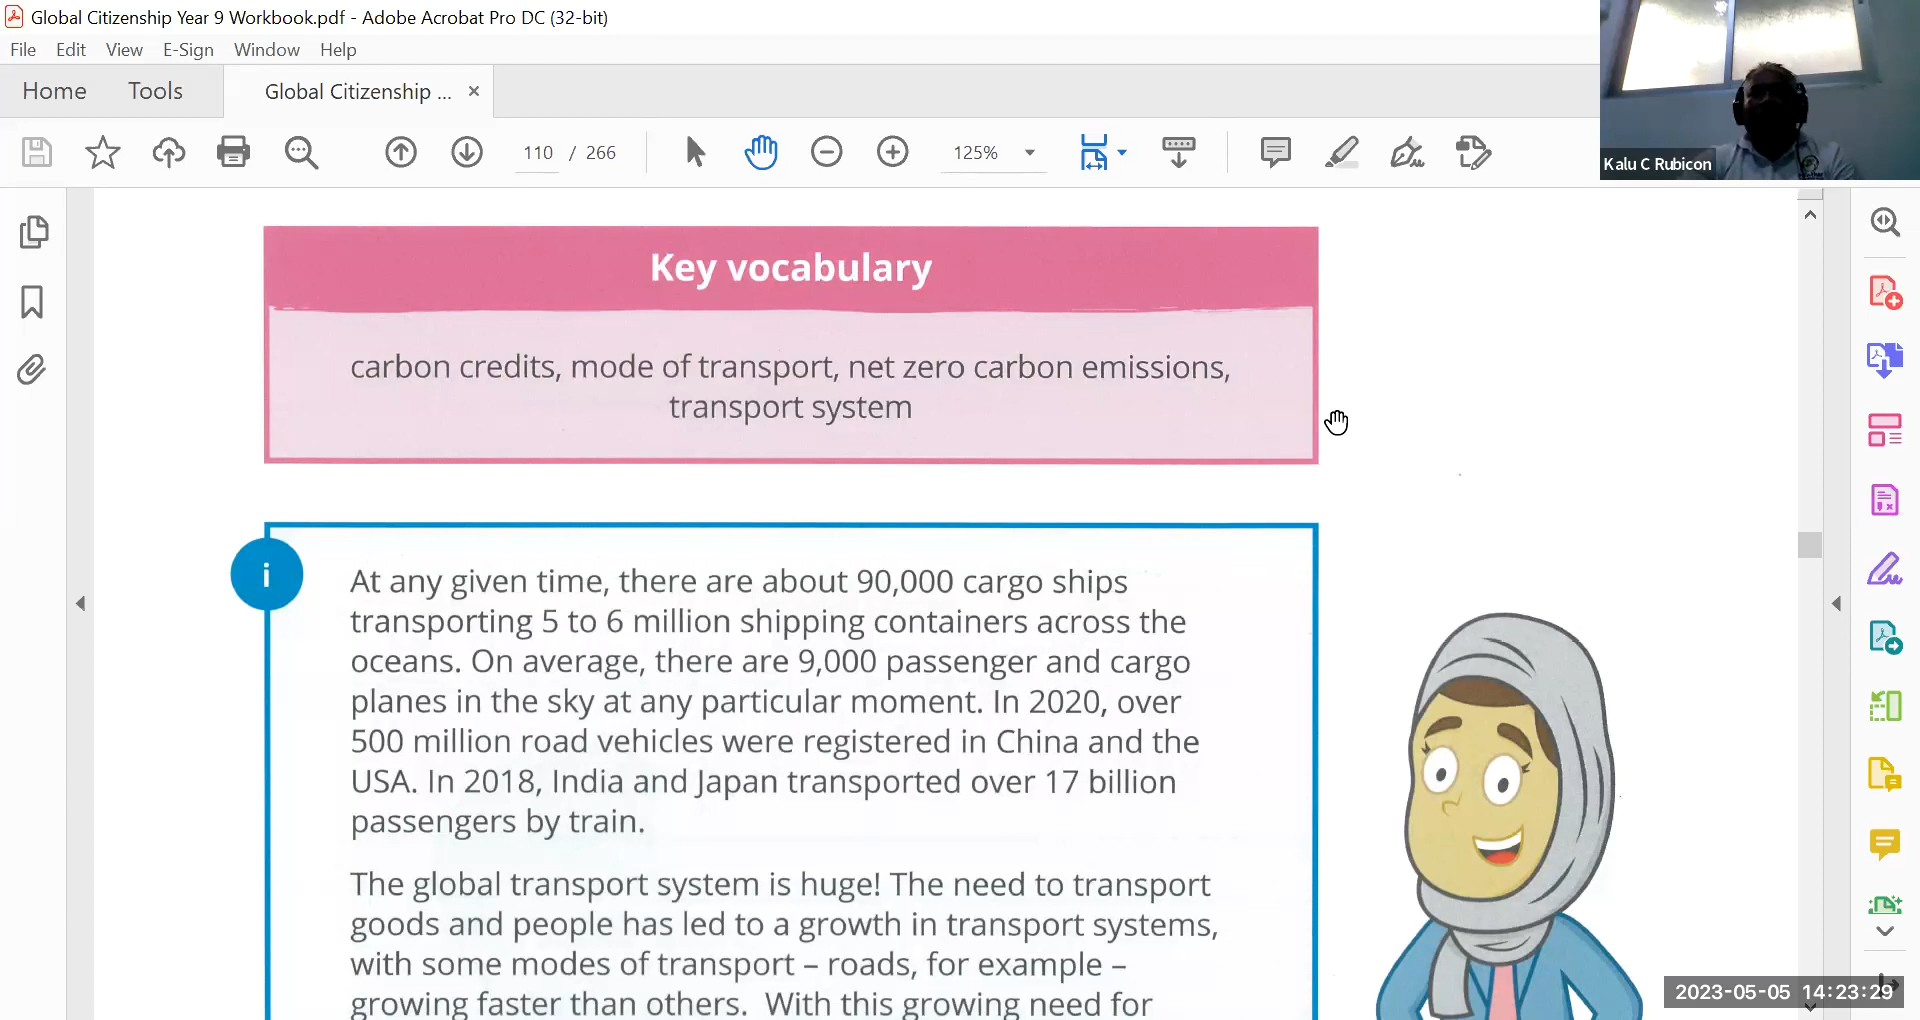 Global Citizenship Year 9 Workbook.pdf - Adobe Acrobat Pro DC (32-bit)
File Edit View E-Sign Window Help
Home Tools Global Citizenship ... ×
110 / 266 125%
Kalu C Rubicon
Key vocabulary
carbon credits, mode of transport, net zero carbon emissions,
transport system
i
At any given time, there are about 90,000 cargo ships
transporting 5 to 6 million shipping containers across the
oceans. On average, there are 9,000 passenger and cargo
planes in the sky at any particular moment. In 2020, over
500 million road vehicles were registered in China and the
USA. In 2018, India and Japan transported over 17 billion
passengers by train.
The global transport system is huge! The need to transport
goods and people has led to a growth in transport systems,
with some modes of transport – roads, for example –
growing faster than others. With this growing need for
2023-05-05 14:23:29